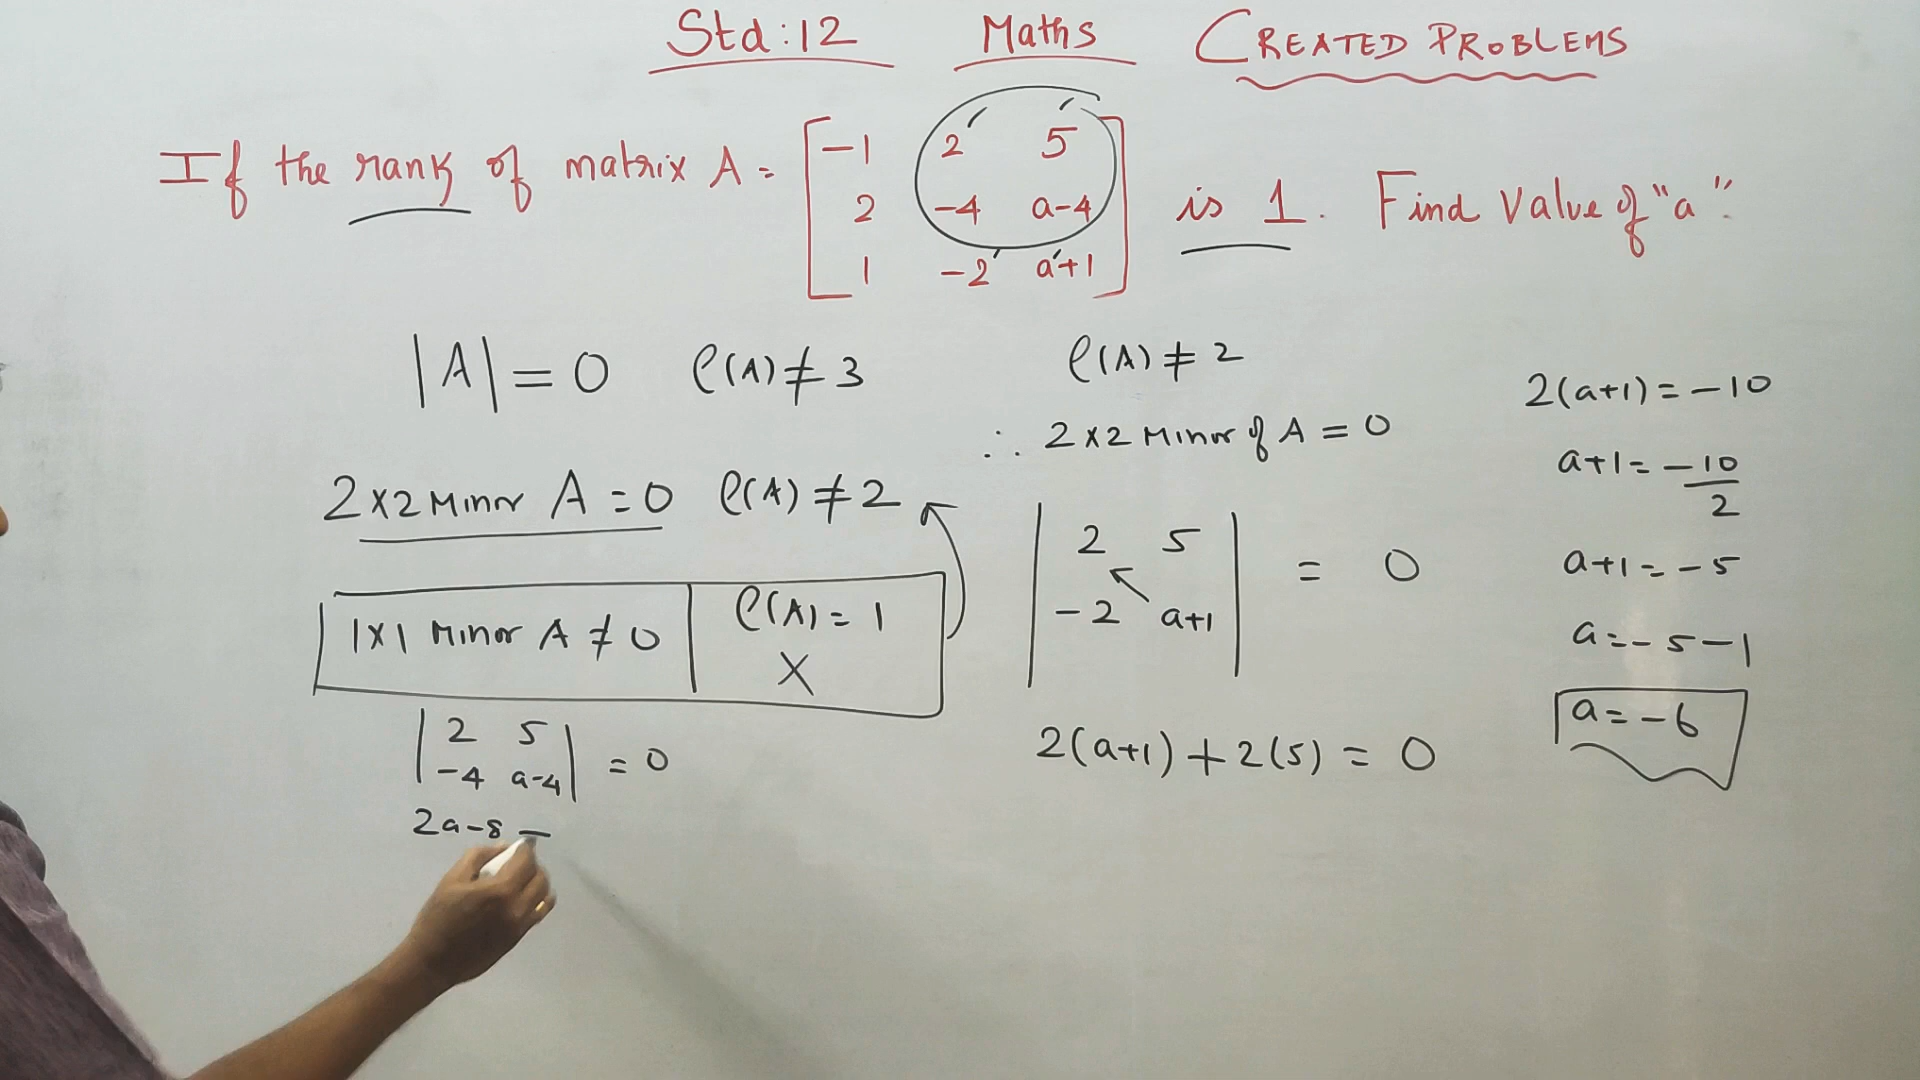 Std:12 Maths CREATED PROBLEMS
If the rank of matrix A = [ -1 2 5
2 -4 a-4
1 -2 a+1 ] is 1. Find Value of "a".
|A| = 0 ρ(A) ≠ 3
2x2 Minor A = 0 ρ(A) ≠ 2
1x1 Minor A ≠ 0 ρ(A) = 1
X
| 2 5
-4 a-4 | = 0
2a-8 -
ρ(A) ≠ 2
∴ 2x2 Minor of A = 0
| 2 5
-2 a+1 | = 0
2(a+1) + 2(5) = 0
2(a+1) = -10
a+1 = -10
2
a+1 = -5
a = -5-1
a = -6